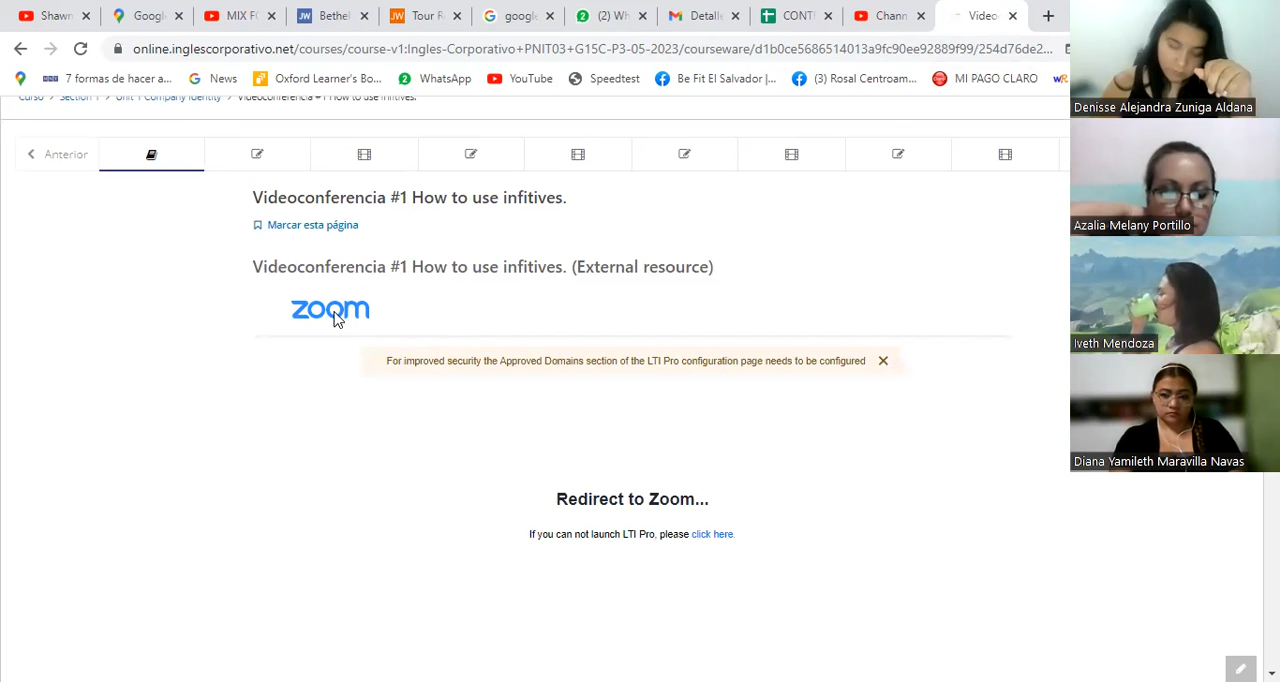 Shawn
Googl
MIX F
Bethel
Tour R
google
(2) Wh
Detalle
CONT
Chann
Video
online.inglescorporativo.net/courses/course-v1:Ingles-Corporativo+PNIT03+G15C-P3-05-2023/courseware/d1b0ce5686514013a9fc90ee92889f99/254d76de2...
7 formas de hacer a...
News
Oxford Learner's Bo...
WhatsApp
YouTube
Speedtest
Be Fit El Salvador |...
(3) Rosal Centroam...
MI PAGO CLARO
Curso > Section 1 > Unit 1 Company Identity > Videoconferencia #1 How to use infitives.
Anterior
Videoconferencia #1 How to use infitives.
Marcar esta página
Videoconferencia #1 How to use infitives. (External resource)
zoom
For improved security the Approved Domains section of the LTI Pro configuration page needs to be configured
Redirect to Zoom...
If you can not launch LTI Pro, please click here.
Denisse Alejandra Zuniga Aldana
Azalia Melany Portillo
Iveth Mendoza
Diana Yamileth Maravilla Navas